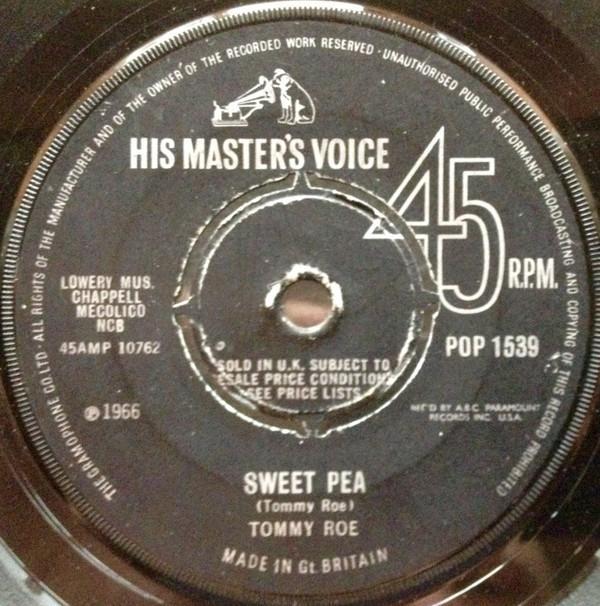 THE GRAMOPHONE CO. LTD · ALL RIGHTS OF THE MANUFACTURER AND OF THE OWNER OF THE RECORDED WORK RESERVED · UNAUTHORISED PUBLIC PERFORMANCE BROADCASTING AND COPYING OF THIS RECORD PROHIBITED
HIS MASTER'S VOICE
45
R.P.M.
LOWERY MUS.
CHAPPELL
MECOLICO
NCB
45AMP 10762
POP 1539
SOLD IN U.K. SUBJECT TO
ESALE PRICE CONDITIONS
SEE PRICE LISTS
℗ 1966
REC'D BY A.B.C. PARAMOUNT
RECORDS INC. U.S.A.
SWEET PEA
(Tommy Roe)
TOMMY ROE
MADE IN Gt. BRITAIN